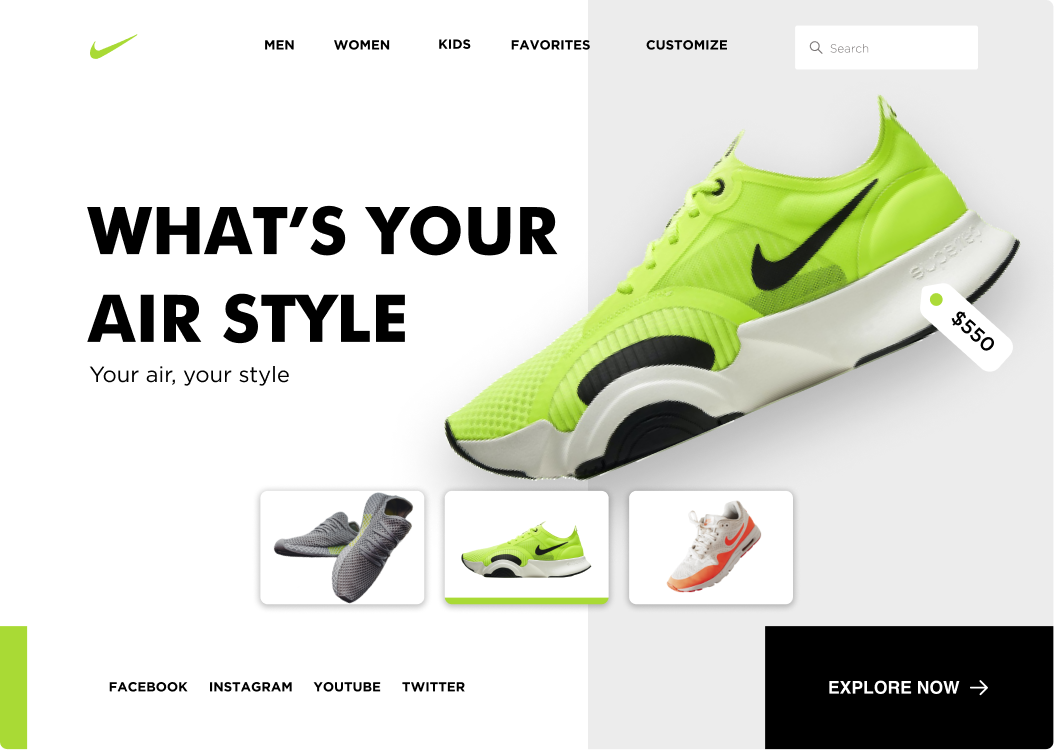 MEN WOMEN KIDS FAVORITES CUSTOMIZE
Search
WHAT'S YOUR
AIR STYLE
Your air, your style
$550
FACEBOOK INSTAGRAM YOUTUBE TWITTER
EXPLORE NOW